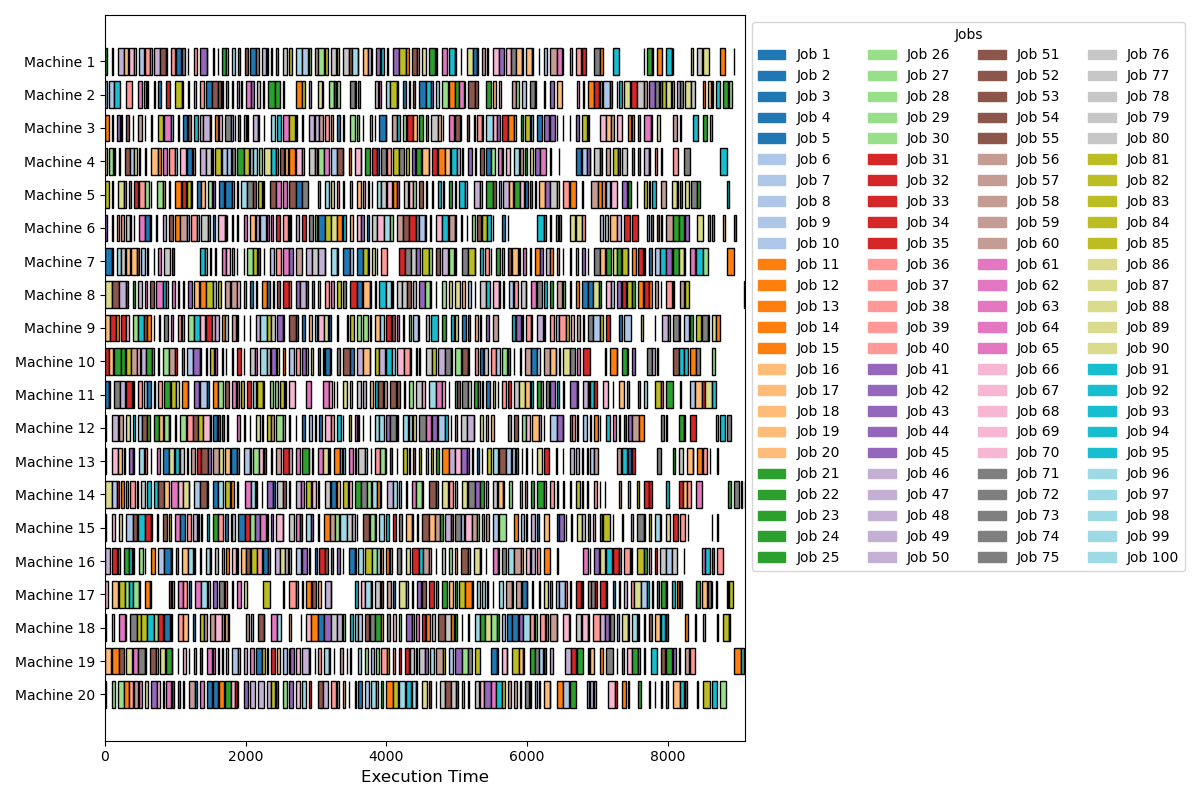 Machine 1
Machine 2
Machine 3
Machine 4
Machine 5
Machine 6
Machine 7
Machine 8
Machine 9
Machine 10
Machine 11
Machine 12
Machine 13
Machine 14
Machine 15
Machine 16
Machine 17
Machine 18
Machine 19
Machine 20
0 2000 4000 6000 8000
Execution Time
Jobs
Job 1 Job 26 Job 51 Job 76
Job 2 Job 27 Job 52 Job 77
Job 3 Job 28 Job 53 Job 78
Job 4 Job 29 Job 54 Job 79
Job 5 Job 30 Job 55 Job 80
Job 6 Job 31 Job 56 Job 81
Job 7 Job 32 Job 57 Job 82
Job 8 Job 33 Job 58 Job 83
Job 9 Job 34 Job 59 Job 84
Job 10 Job 35 Job 60 Job 85
Job 11 Job 36 Job 61 Job 86
Job 12 Job 37 Job 62 Job 87
Job 13 Job 38 Job 63 Job 88
Job 14 Job 39 Job 64 Job 89
Job 15 Job 40 Job 65 Job 90
Job 16 Job 41 Job 66 Job 91
Job 17 Job 42 Job 67 Job 92
Job 18 Job 43 Job 68 Job 93
Job 19 Job 44 Job 69 Job 94
Job 20 Job 45 Job 70 Job 95
Job 21 Job 46 Job 71 Job 96
Job 22 Job 47 Job 72 Job 97
Job 23 Job 48 Job 73 Job 98
Job 24 Job 49 Job 74 Job 99
Job 25 Job 50 Job 75 Job 100